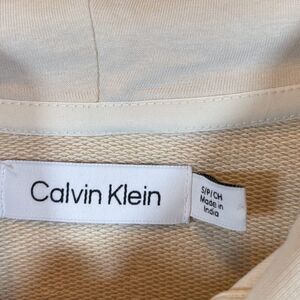 Calvin Klein
S/P/CH
Made in
India